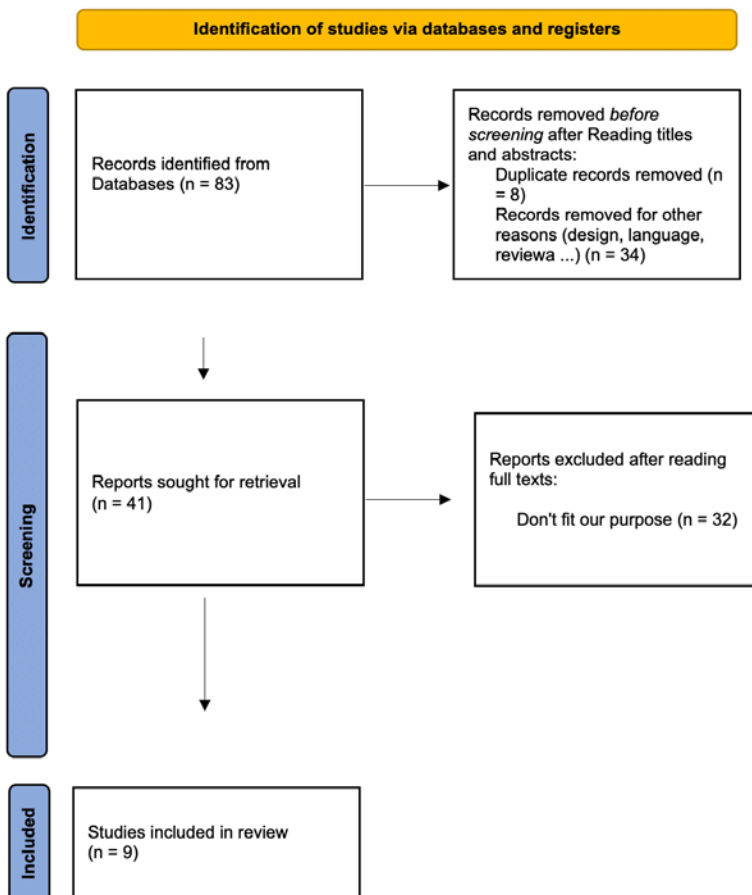 Identification of studies via databases and registers
Identification
Records identified from
Databases (n = 83)
Records removed before
screening after Reading titles
and abstracts:
Duplicate records removed (n
= 8)
Records removed for other
reasons (design, language,
reviewa ...) (n = 34)
Screening
Reports sought for retrieval
(n = 41)
Reports excluded after reading
full texts:
Don't fit our purpose (n = 32)
Included
Studies included in review
(n = 9)